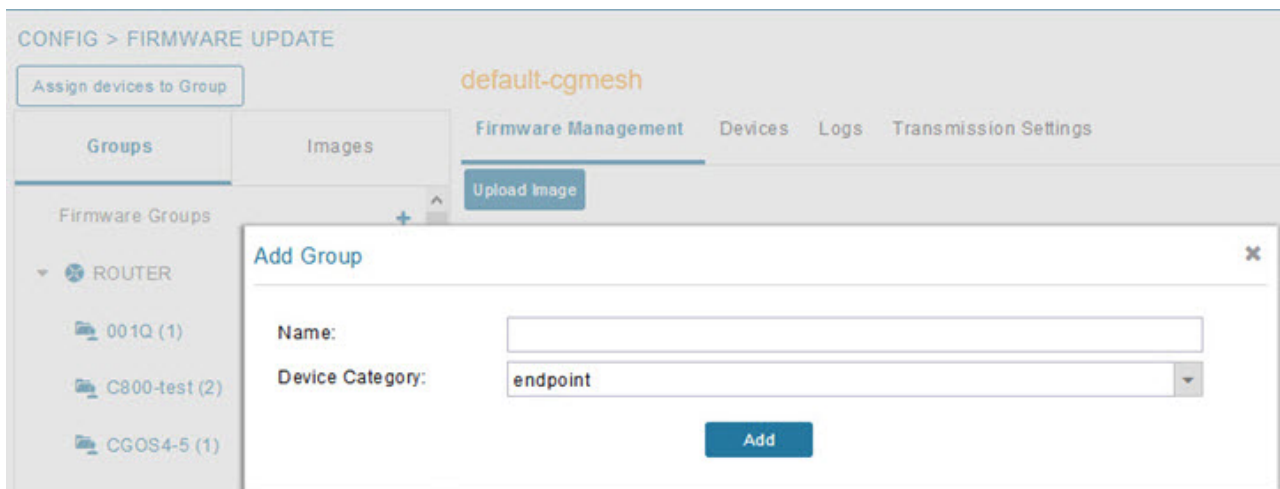 CONFIG > FIRMWARE UPDATE
Assign devices to Group
default-cgmesh
Groups
Images
Firmware Management
Devices
Logs
Transmission Settings
Upload Image
Firmware Groups
+
ROUTER
001Q (1)
C800-test (2)
CGOS4-5 (1)
Add Group
Name:
Device Category:
endpoint
Add